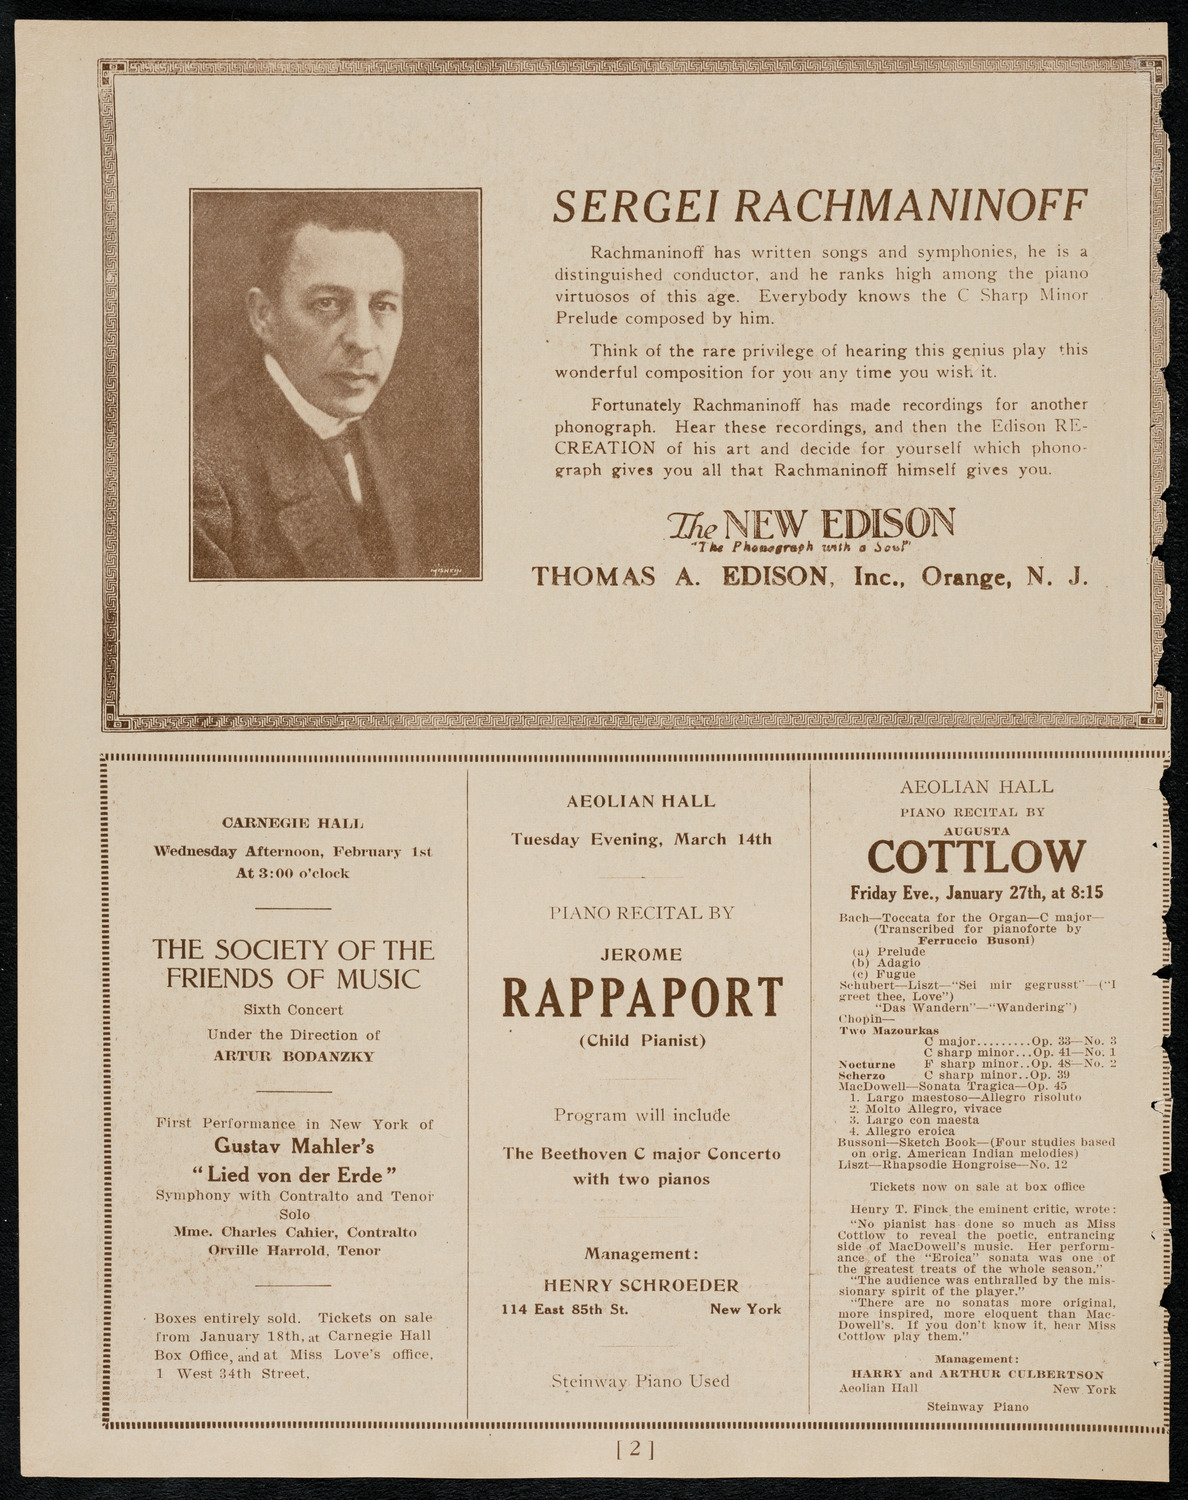 SERGEI RACHMANINOFF
Rachmaninoff has written songs and symphonies, he is a
distinguished conductor, and he ranks high among the piano
virtuosos of this age. Everybody knows the C Sharp Minor
Prelude composed by him.
Think of the rare privilege of hearing this genius play this
wonderful composition for you any time you wish it.
Fortunately Rachmaninoff has made recordings for another
phonograph. Hear these recordings, and then the Edison RE-
CREATION of his art and decide for yourself which phono-
graph gives you all that Rachmaninoff himself gives you.
The NEW EDISON
"The Phonograph with a Soul"
THOMAS A. EDISON, Inc., Orange, N. J.
MISHKIN
CARNEGIE HALL
Wednesday Afternoon, February 1st
At 3:00 o'clock
THE SOCIETY OF THE
FRIENDS OF MUSIC
Sixth Concert
Under the Direction of
ARTUR BODANZKY
First Performance in New York of
Gustav Mahler's
"Lied von der Erde"
Symphony with Contralto and Tenor
Solo
Mme. Charles Cahier, Contralto
Orville Harrold, Tenor
Boxes entirely sold. Tickets on sale
from January 18th, at Carnegie Hall
Box Office, and at Miss Love's office,
1 West 34th Street.
AEOLIAN HALL
Tuesday Evening, March 14th
PIANO RECITAL BY
JEROME
RAPPAPORT
(Child Pianist)
Program will include
The Beethoven C major Concerto
with two pianos
Management:
HENRY SCHROEDER
114 East 85th St. New York
Steinway Piano Used
AEOLIAN HALL
PIANO RECITAL BY
AUGUSTA
COTTLOW
Friday Eve., January 27th, at 8:15
Bach—Toccata for the Organ—C major—
(Transcribed for pianoforte by
Ferruccio Busoni)
(a) Prelude
(b) Adagio
(c) Fugue
Schubert—Liszt—"Sei mir gegrusst"—("I
greet thee, Love")
"Das Wandern"—"Wandering")
Chopin—
Two Mazourkas
C major.........Op. 33—No. 3
C sharp minor...Op. 41—No. 1
Nocturne F sharp minor..Op. 48—No. 2
Scherzo C sharp minor..Op. 39
MacDowell—Sonata Tragica—Op. 45
1. Largo maestoso—Allegro risoluto
2. Molto Allegro, vivace
3. Largo con maesta
4. Allegro eroica
Bussoni—Sketch Book—(Four studies based
on orig. American Indian melodies)
Liszt—Rhapsodie Hongroise—No. 12
Tickets now on sale at box office
Henry T. Finck, the eminent critic, wrote:
"No pianist has done so much as Miss
Cottlow to reveal the poetic, entrancing
side of MacDowell's music. Her perform-
ance of the "Eroica" sonata was one of
the greatest treats of the whole season."
"The audience was enthralled by the mis-
sionary spirit of the player."
"There are no sonatas more original,
more inspired, more eloquent than Mac-
Dowell's. If you don't know it, hear Miss
Cottlow play them."
Management:
HARRY and ARTHUR CULBERTSON
Aeolian Hall New York
Steinway Piano
[ 2 ]